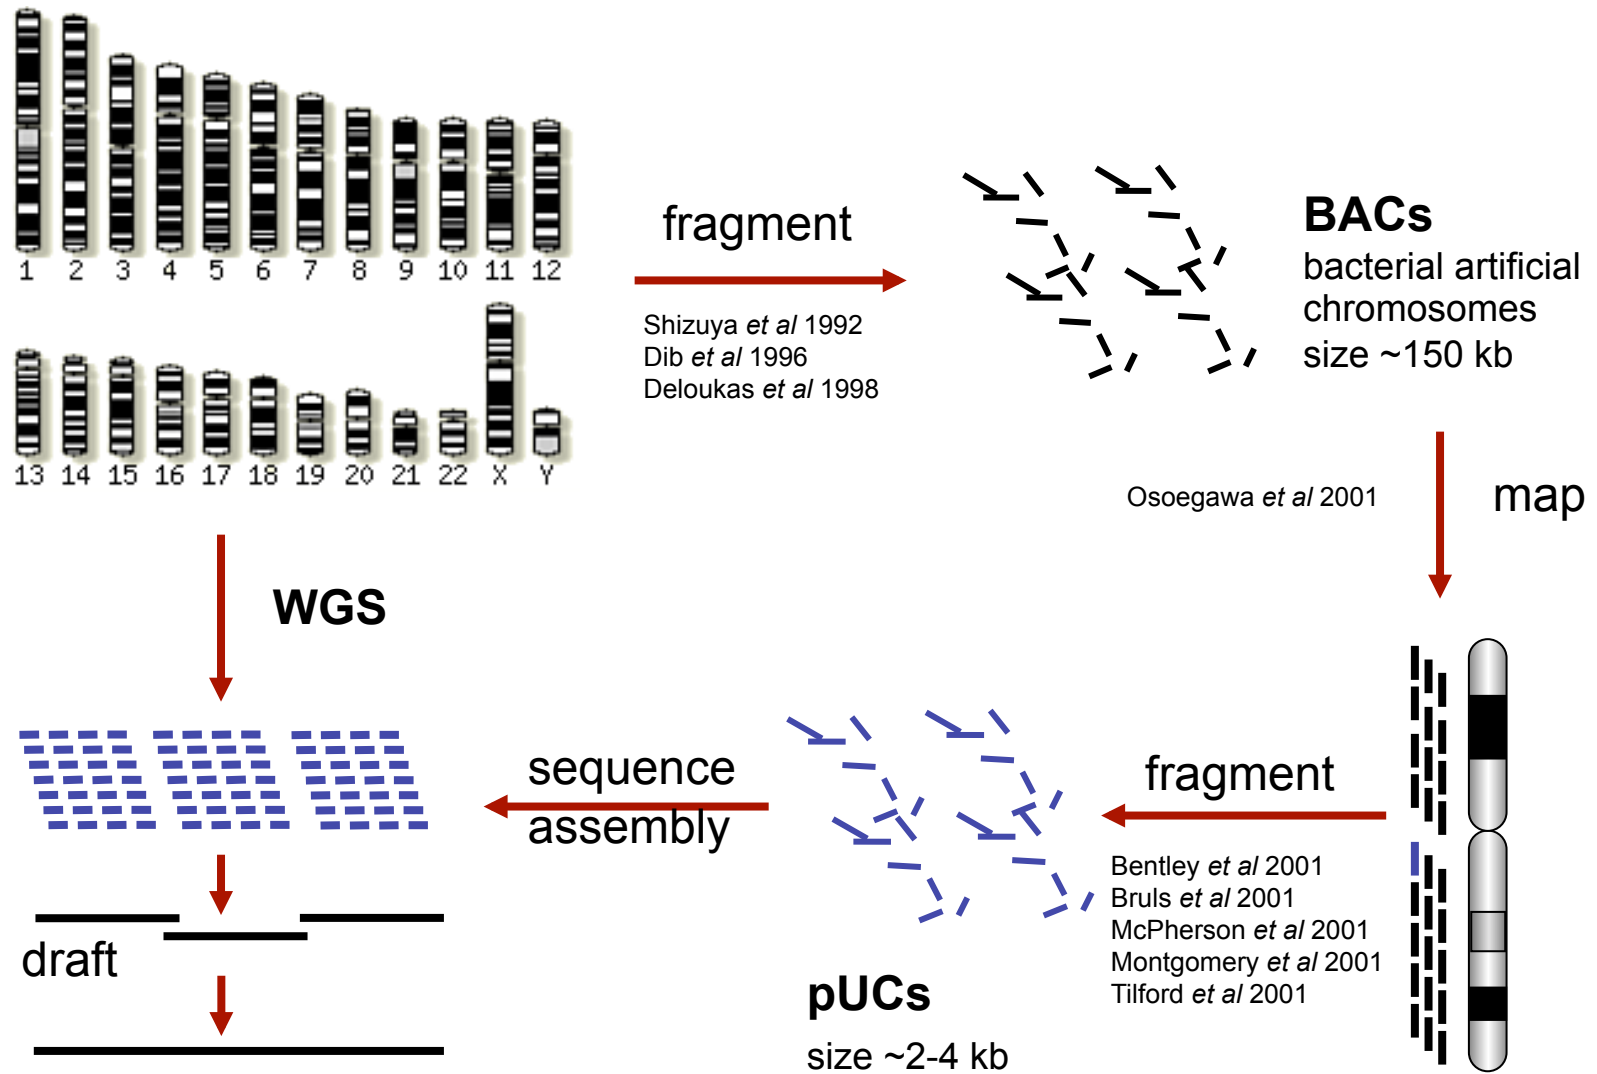 1 2 3 4 5 6 7 8 9 10 11 12
13 14 15 16 17 18 19 20 21 22 X Y
fragment
Shizuya et al 1992
Dib et al 1996
Deloukas et al 1998
BACs
bacterial artificial
chromosomes
size ~150 kb
Osoegawa et al 2001
map
fragment
Bentley et al 2001
Bruls et al 2001
McPherson et al 2001
Montgomery et al 2001
Tilford et al 2001
pUCs
size ~2-4 kb
sequence
assembly
WGS
draft